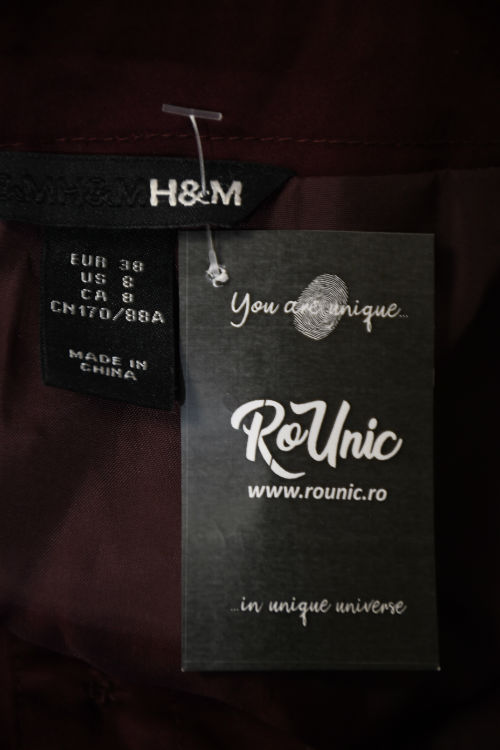 H&M H&M H&M
EUR 38
US 8
CA 8
CN170/88A
MADE IN
CHINA
You are unique...
RoUnic
www.rounic.ro
...in unique universe